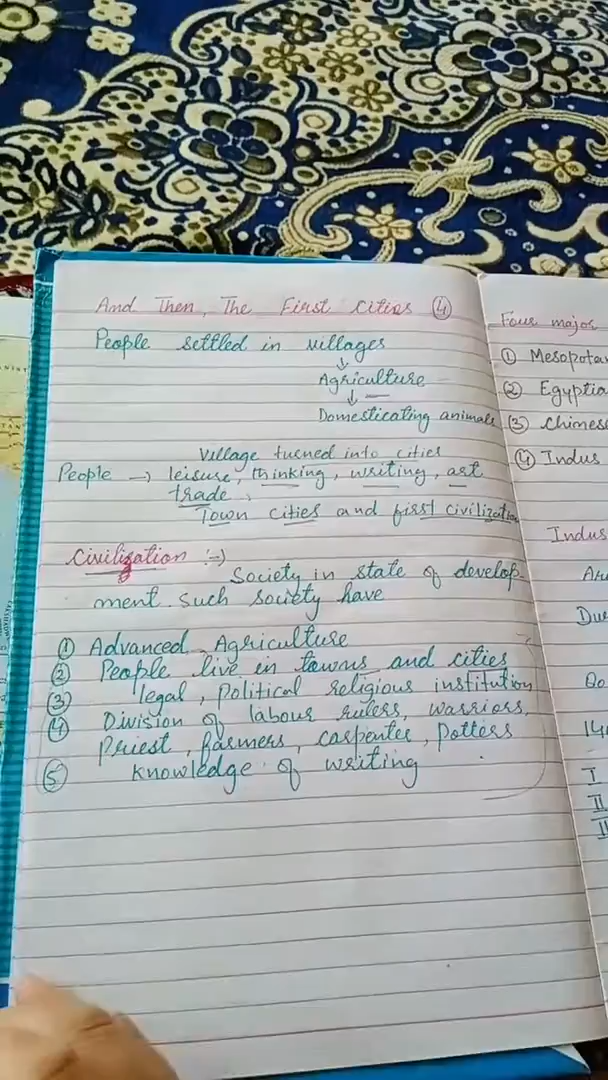 And Then, The First Cities ④
People settled in villages
↓
Agriculture
↓
Domesticating animals
Village turned into cities
People → leisure, thinking, writing, art
trade,
Town cities and first civilization
Civilization :-)
Society in state of develop-
ment. Such society have
① Advanced Agriculture
② People live in towns and cities
③ legal, Political religious institution
④ Division of labour rulers, warriors,
Priest, farmers, carpenter, Potters
⑤ Knowledge of writing
Four major
①
② Egyptia
③ Chinese
④ Indus
Indus
I
II